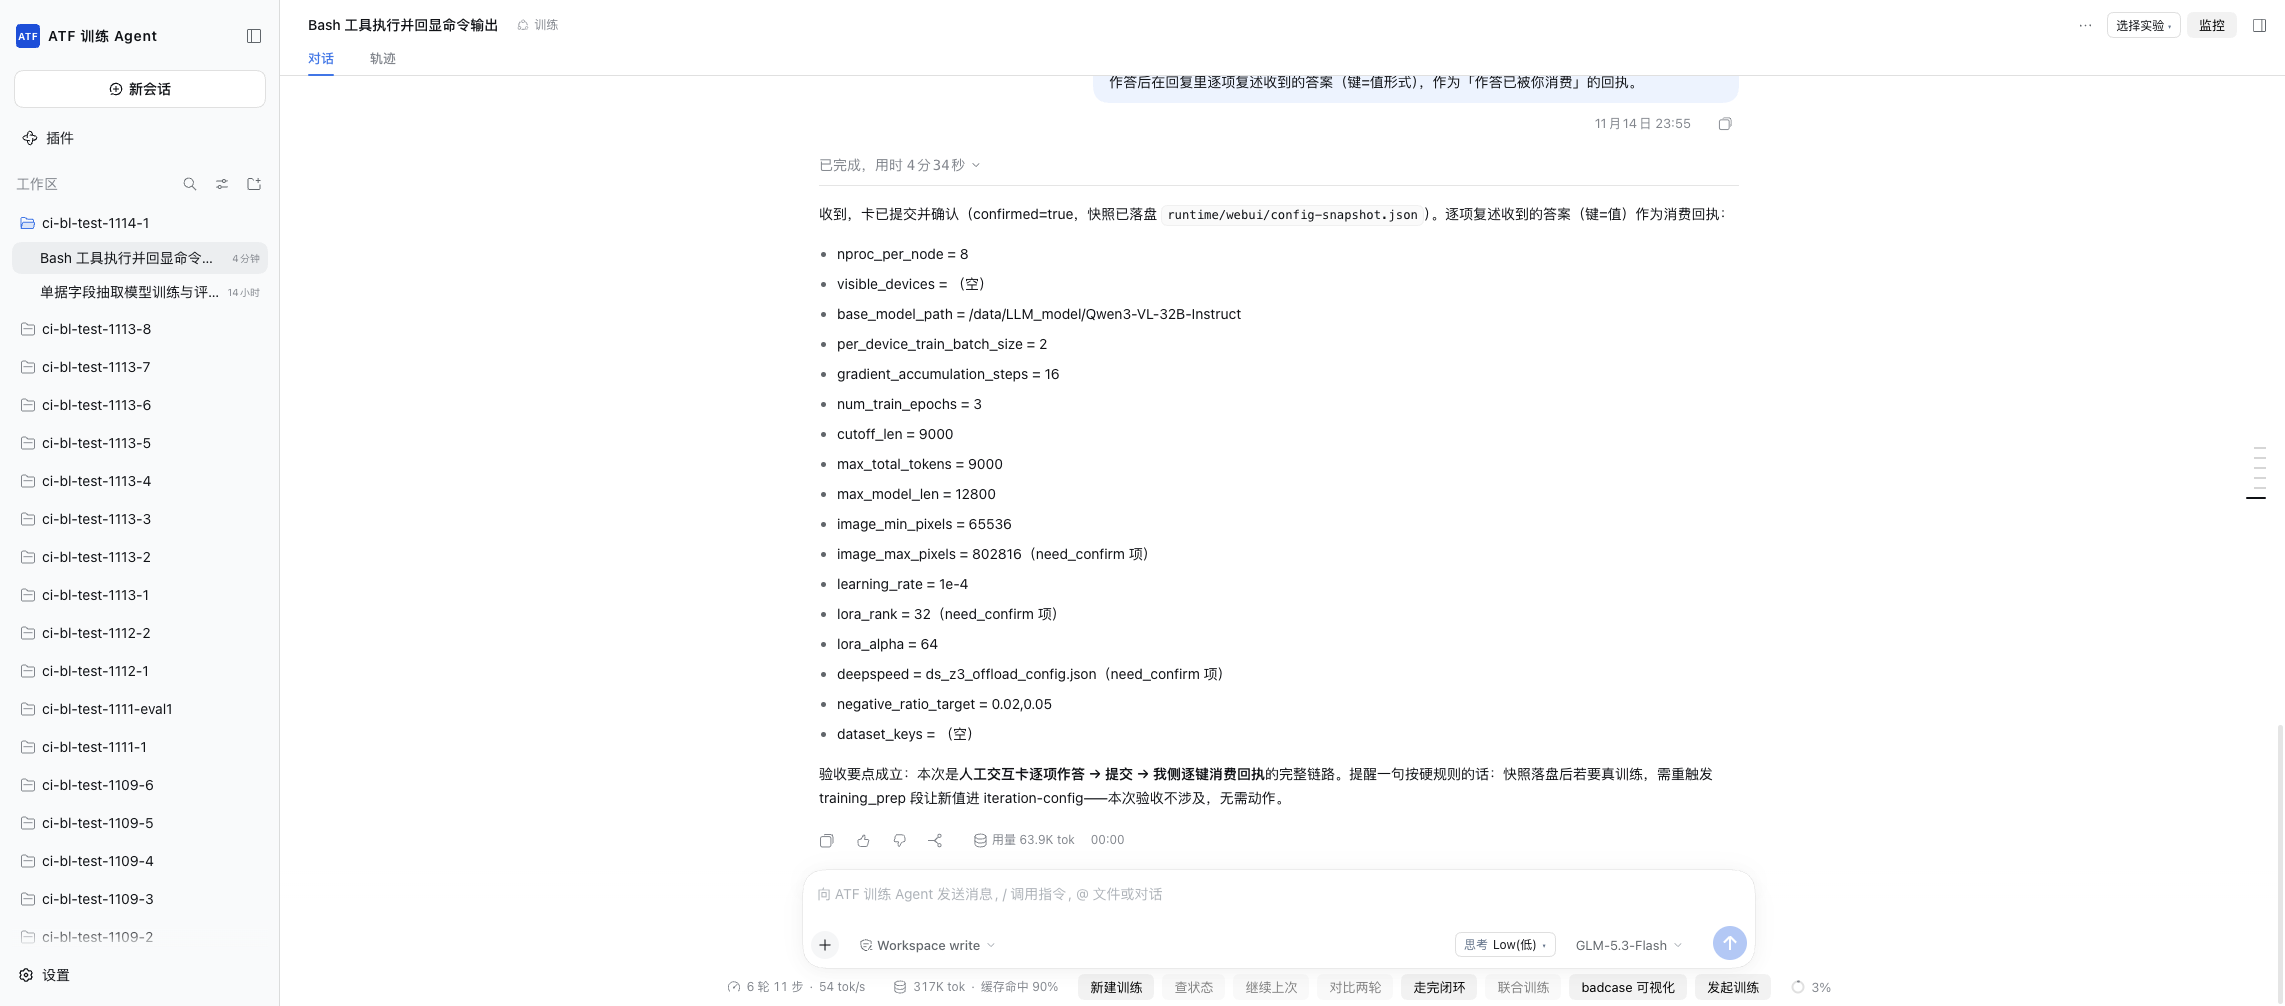 ATF ATF 训练 Agent
新会话
插件
工作区
ci-bl-test-1114-1
Bash 工具执行并回显命令... 4分钟
单据字段抽取模型训练与评... 14小时
ci-bl-test-1113-8
ci-bl-test-1113-7
ci-bl-test-1113-6
ci-bl-test-1113-5
ci-bl-test-1113-4
ci-bl-test-1113-3
ci-bl-test-1113-2
ci-bl-test-1113-1
ci-bl-test-1112-2
ci-bl-test-1112-1
ci-bl-test-1111-eval1
ci-bl-test-1111-1
ci-bl-test-1109-6
ci-bl-test-1109-5
ci-bl-test-1109-4
ci-bl-test-1109-3
ci-bl-test-1109-2
设置
Bash 工具执行并回显命令输出 训练
选择实验 监控
对话 轨迹
作答后在回复里逐项复述收到的答案（键=值形式），作为「作答已被你消费」的回执。
11月14日 23:55
已完成，用时 4分34秒
收到，卡已提交并确认（confirmed=true，快照已落盘 runtime/webui/config-snapshot.json）。逐项复述收到的答案（键=值）作为消费回执：
• nproc_per_node = 8
• visible_devices = （空）
• base_model_path = /data/LLM_model/Qwen3-VL-32B-Instruct
• per_device_train_batch_size = 2
• gradient_accumulation_steps = 16
• num_train_epochs = 3
• cutoff_len = 9000
• max_total_tokens = 9000
• max_model_len = 12800
• image_min_pixels = 65536
• image_max_pixels = 802816（need_confirm 项）
• learning_rate = 1e-4
• lora_rank = 32（need_confirm 项）
• lora_alpha = 64
• deepspeed = ds_z3_offload_config.json（need_confirm 项）
• negative_ratio_target = 0.02,0.05
• dataset_keys = （空）
验收要点成立：本次是人工交互卡逐项作答 → 提交 → 我侧逐键消费回执的完整链路。提醒一句按硬规则的话：快照落盘后若要真训练，需重触发
training_prep 段让新值进 iteration-config——本次验收不涉及，无需动作。
用量 63.9K tok 00:00
向 ATF 训练 Agent 发送消息, / 调用指令, @ 文件或对话
Workspace write
思考 Low(低)
GLM-5.3-Flash
6 轮 11 步 · 54 tok/s 317K tok · 缓存命中 90% 新建训练 查状态 继续上次 对比两轮 走完闭环 联合训练 badcase 可视化 发起训练 3%